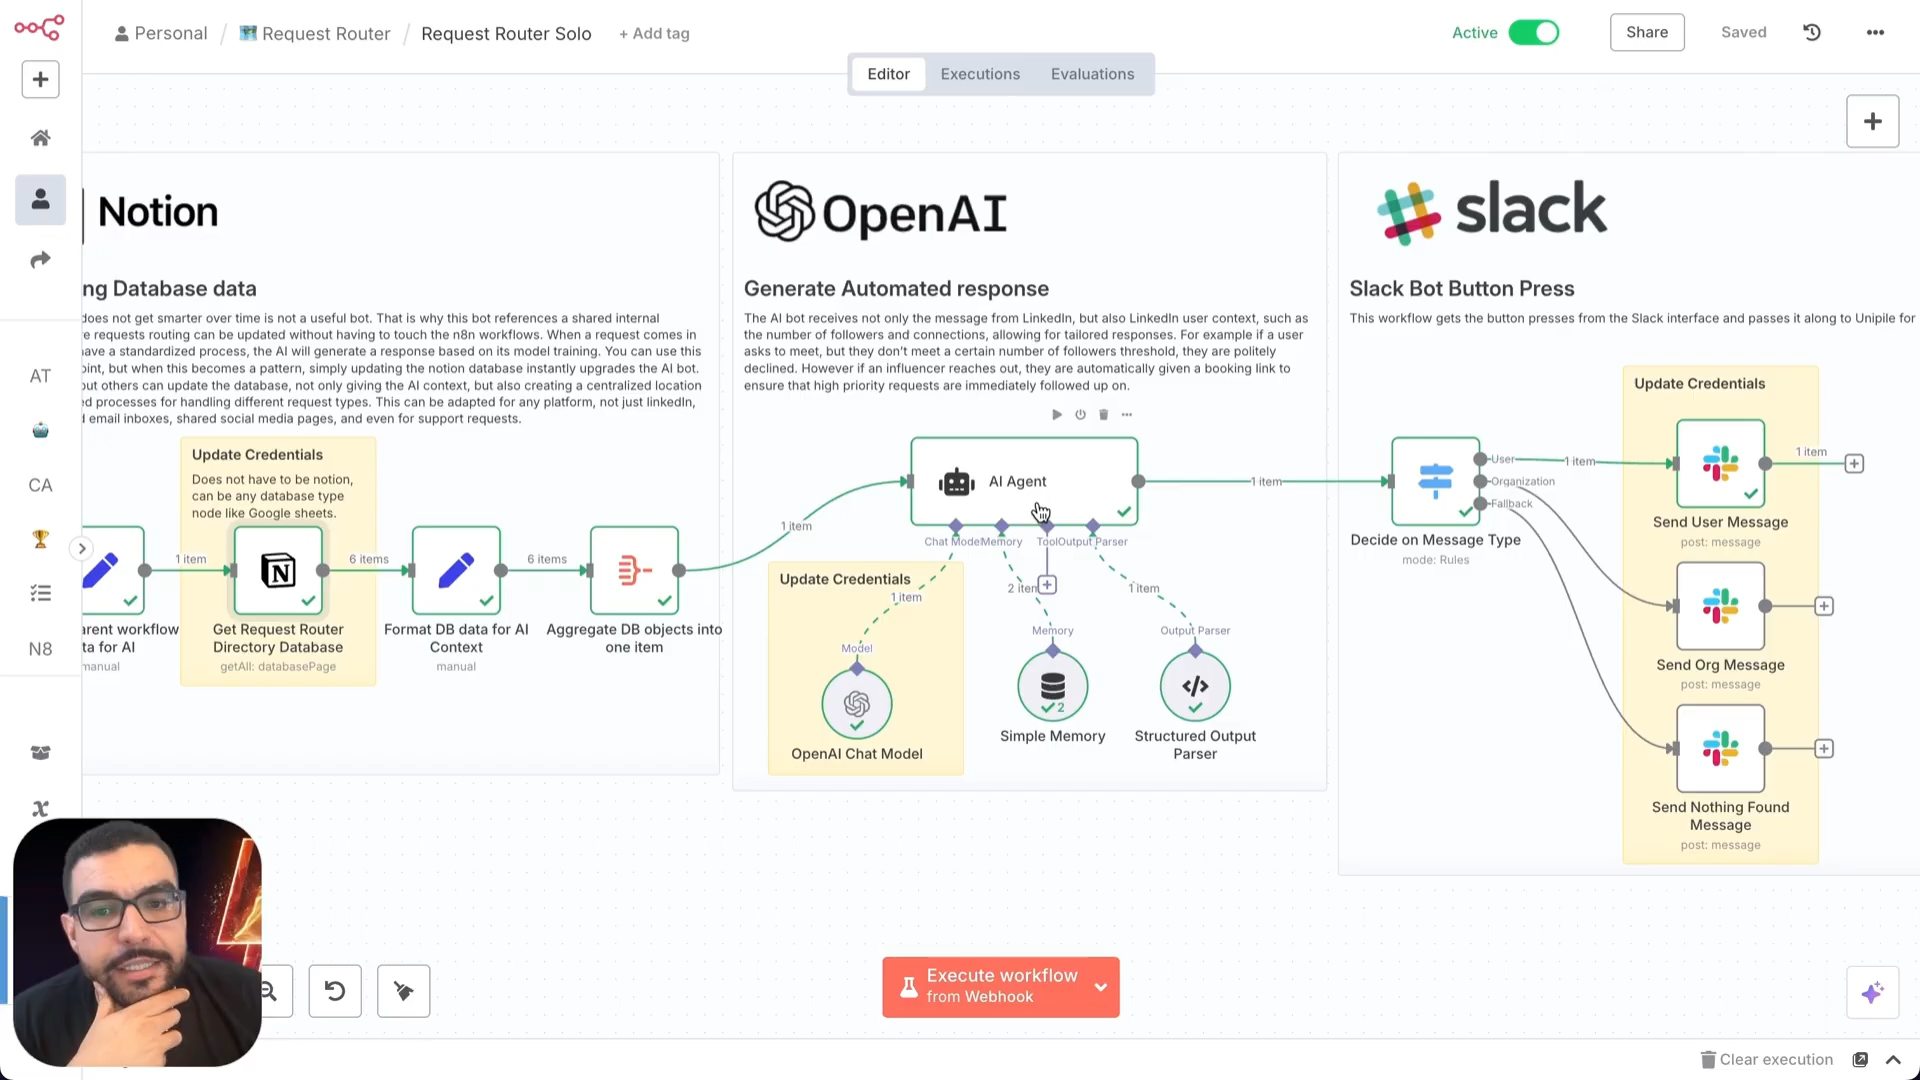 Personal / Request Router / Request Router Solo + Add tag
Active
Share
Saved
Editor Executions Evaluations
Notion
ng Database data
does not get smarter over time is not a useful bot. That is why this bot references a shared internal
e requests routing can be updated without having to touch the n8n workflows. When a request comes in
ave a standardized process, the AI will generate a response based on its model training. You can use this
oint, but when this becomes a pattern, simply updating the notion database instantly upgrades the AI bot.
out others can update the database, not only giving the AI context, but also creating a centralized location
d processes for handling different request types. This can be adapted for any platform, not just linkedIn,
d email inboxes, shared social media pages, and even for support requests.
Update Credentials
Does not have to be notion,
can be any database type
node like Google sheets.
1 item
6 items
6 items
1 item
arent workflow
ta for AI
manual
Get Request Router
Directory Database
getAll: databasePage
Format DB data for AI
Context
manual
Aggregate DB objects into
one item
OpenAI
Generate Automated response
The AI bot receives not only the message from LinkedIn, but also LinkedIn user context, such as
the number of followers and connections, allowing for tailored responses. For example if a user
asks to meet, but they don't meet a certain number of followers threshold, they are politely
declined. However if an influencer reaches out, they are automatically given a booking link to
ensure that high priority requests are immediately followed up on.
AI Agent
Chat Model
Memory
Tool
Output Parser
Update Credentials
1 item
2 item
1 item
Model
Memory
Output Parser
2
OpenAI Chat Model
Simple Memory
Structured Output
Parser
1 item
slack
Slack Bot Button Press
This workflow gets the button presses from the Slack interface and passes it along to Unipile for
Update Credentials
User
Organization
Fallback
1 item
1 item
Decide on Message Type
mode: Rules
Send User Message
post: message
Send Org Message
post: message
Send Nothing Found
Message
post: message
AT
CA
N8
Execute workflow
from Webhook
Clear execution